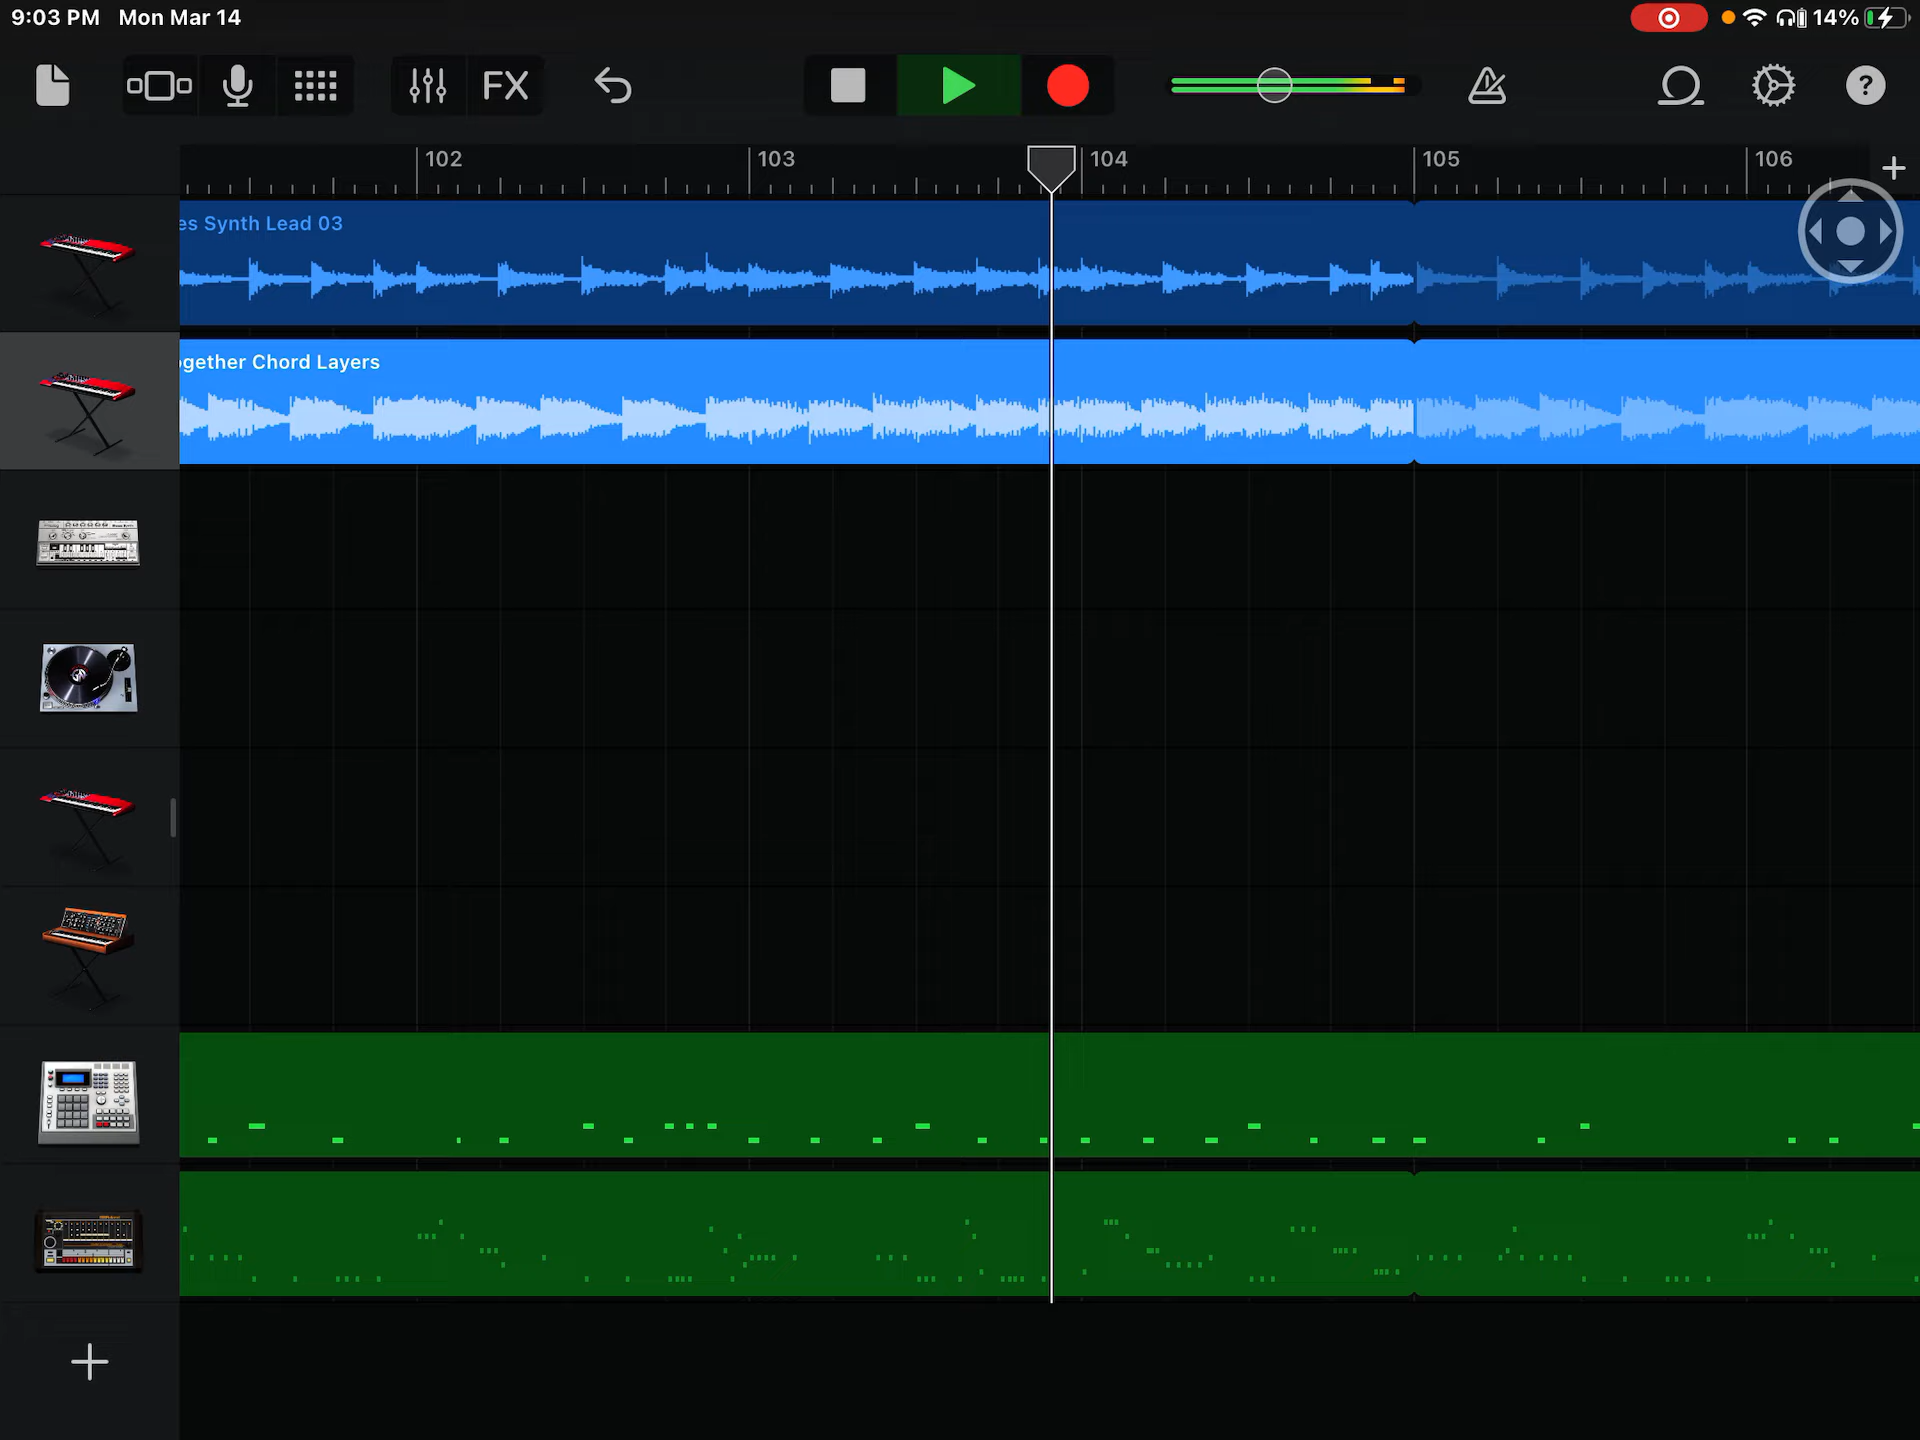 9:03 PM Mon Mar 14
14%
FX
?
102 103 104 105 106
es Synth Lead 03
ogether Chord Layers